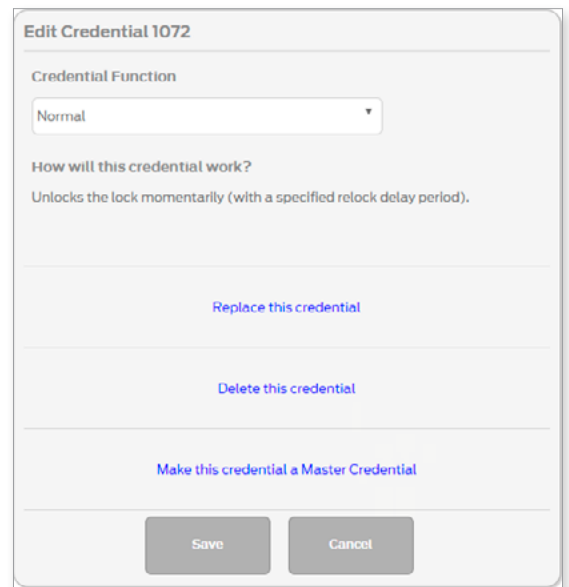 Edit Credential 1072
Credential Function
Normal
How will this credential work?
Unlocks the lock momentarily (with a specified relock delay period).
Replace this credential
Delete this credential
Make this credential a Master Credential
Save Cancel